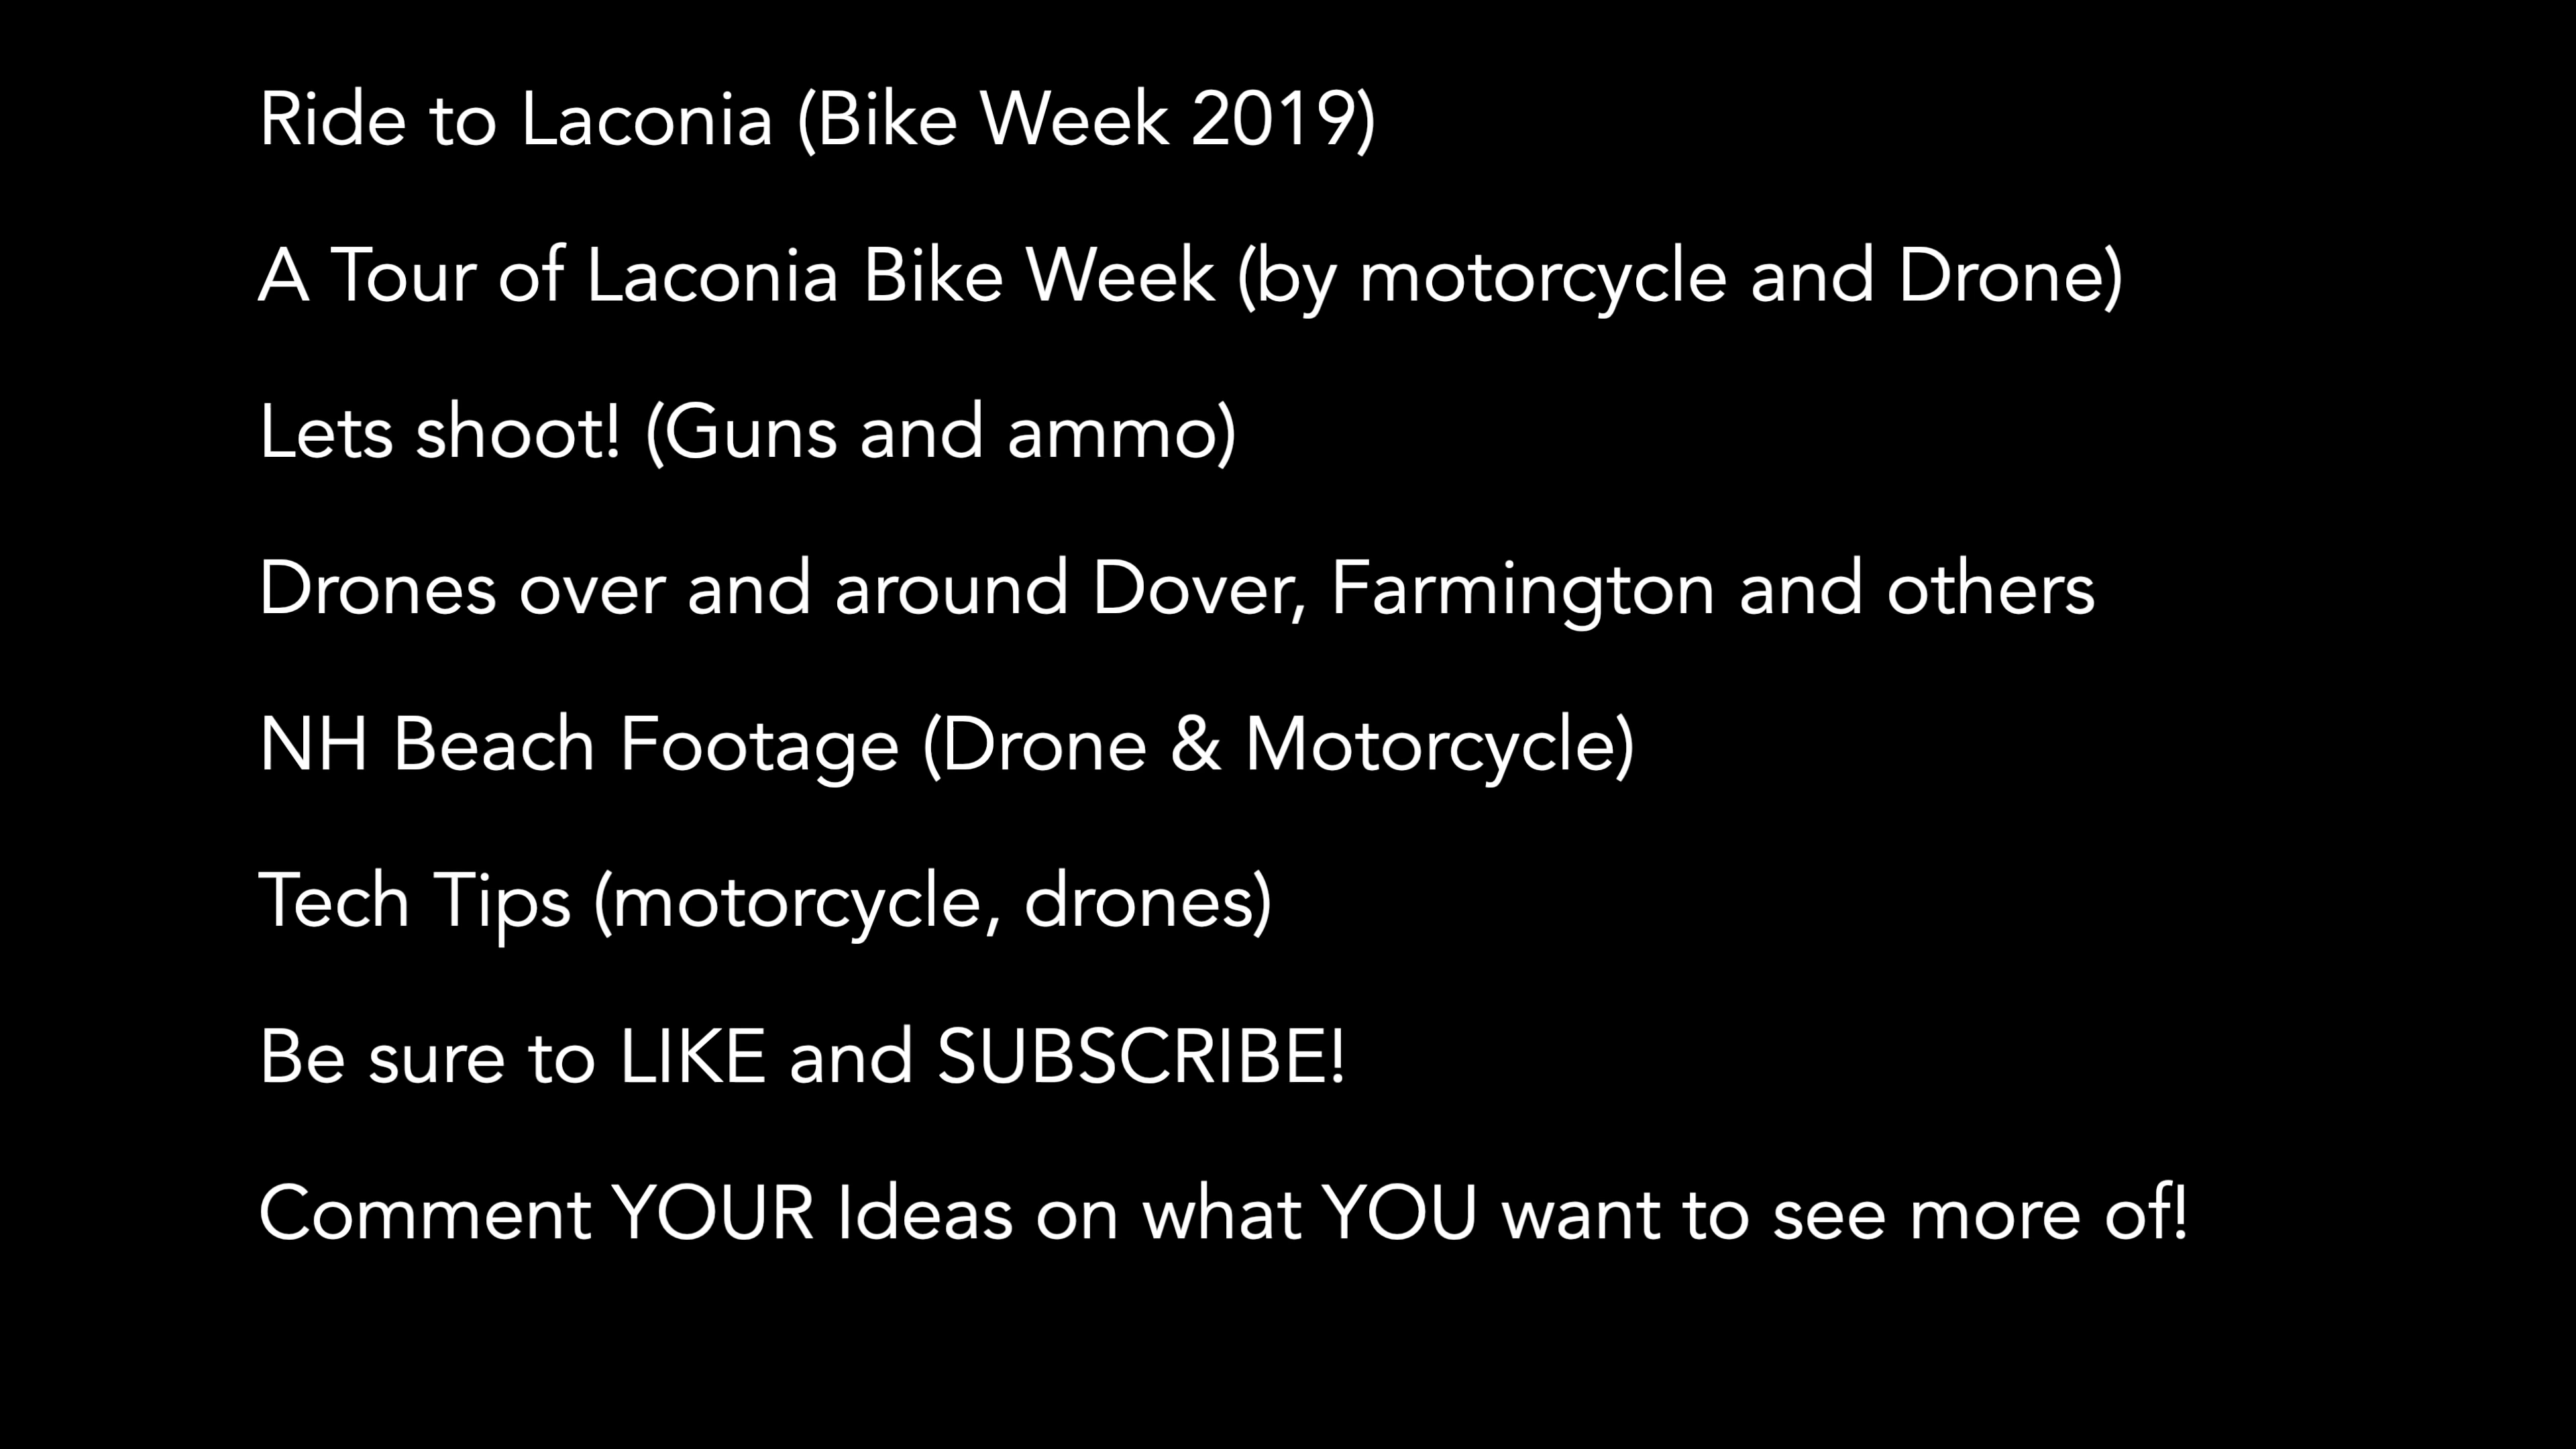 Ride to Laconia (Bike Week 2019)
A Tour of Laconia Bike Week (by motorcycle and Drone)
Lets shoot! (Guns and ammo)
Drones over and around Dover, Farmington and others
NH Beach Footage (Drone & Motorcycle)
Tech Tips (motorcycle, drones)
Be sure to LIKE and SUBSCRIBE!
Comment YOUR Ideas on what YOU want to see more of!